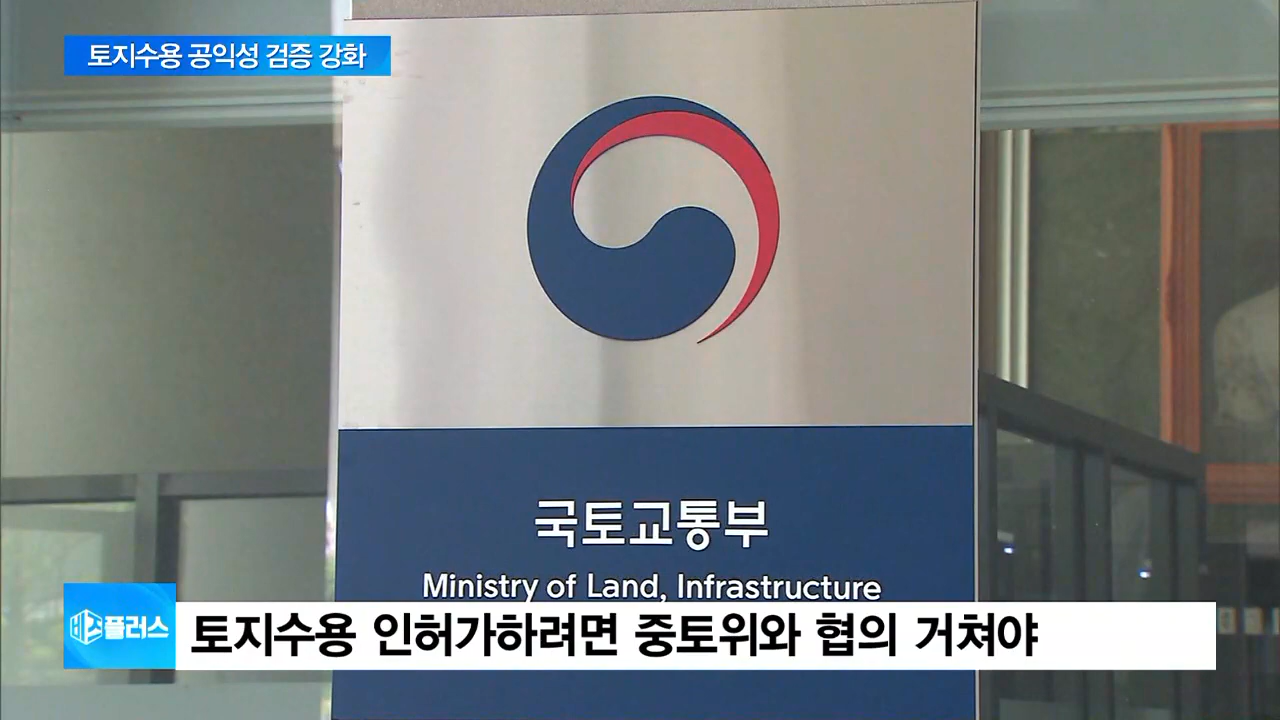 토지수용 공익성 검증 강화
국토교통부
Ministry of Land, Infrastructure
비즈플러스
토지수용 인허가하려면 중토위와 협의 거쳐야